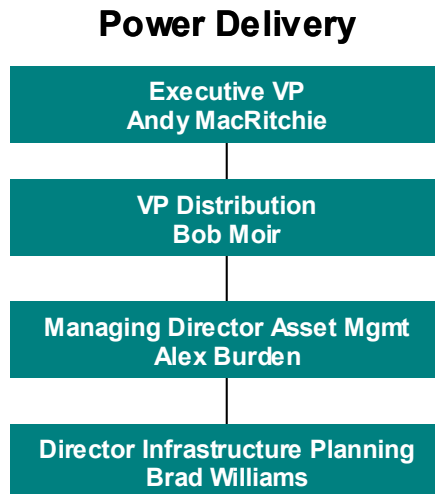 Power Delivery
Executive VP
Andy MacRitchie
VP Distribution
Bob Moir
Managing Director Asset Mgmt
Alex Burden
Director Infrastructure Planning
Brad Williams